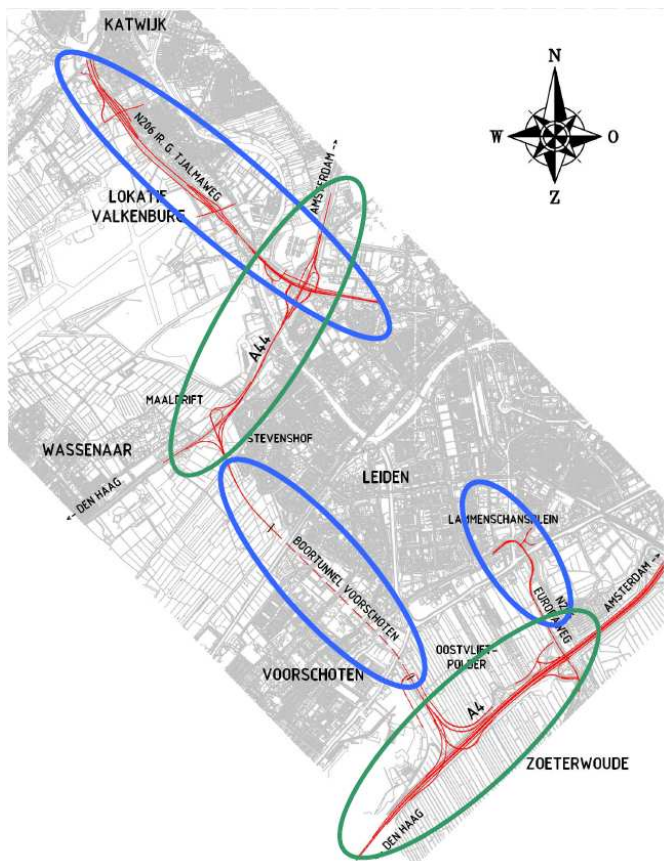 KATWIJK
N
W
O
Z
N206 IR. G. TJALMAWEG
AMSTERDAM
LOKATIE
VALKENBURG
A44
MAALDRIFT
STEVENSHOF
WASSENAAR
DEN HAAG
LEIDEN
LAMMENSCHANSPLEIN
BOORTUNNEL VOORSCHOTEN
EUROPAWEG
AMSTERDAM
OOSTVLIET-
POLDER
VOORSCHOTEN
A4
ZOETERWOUDE
DEN HAAG